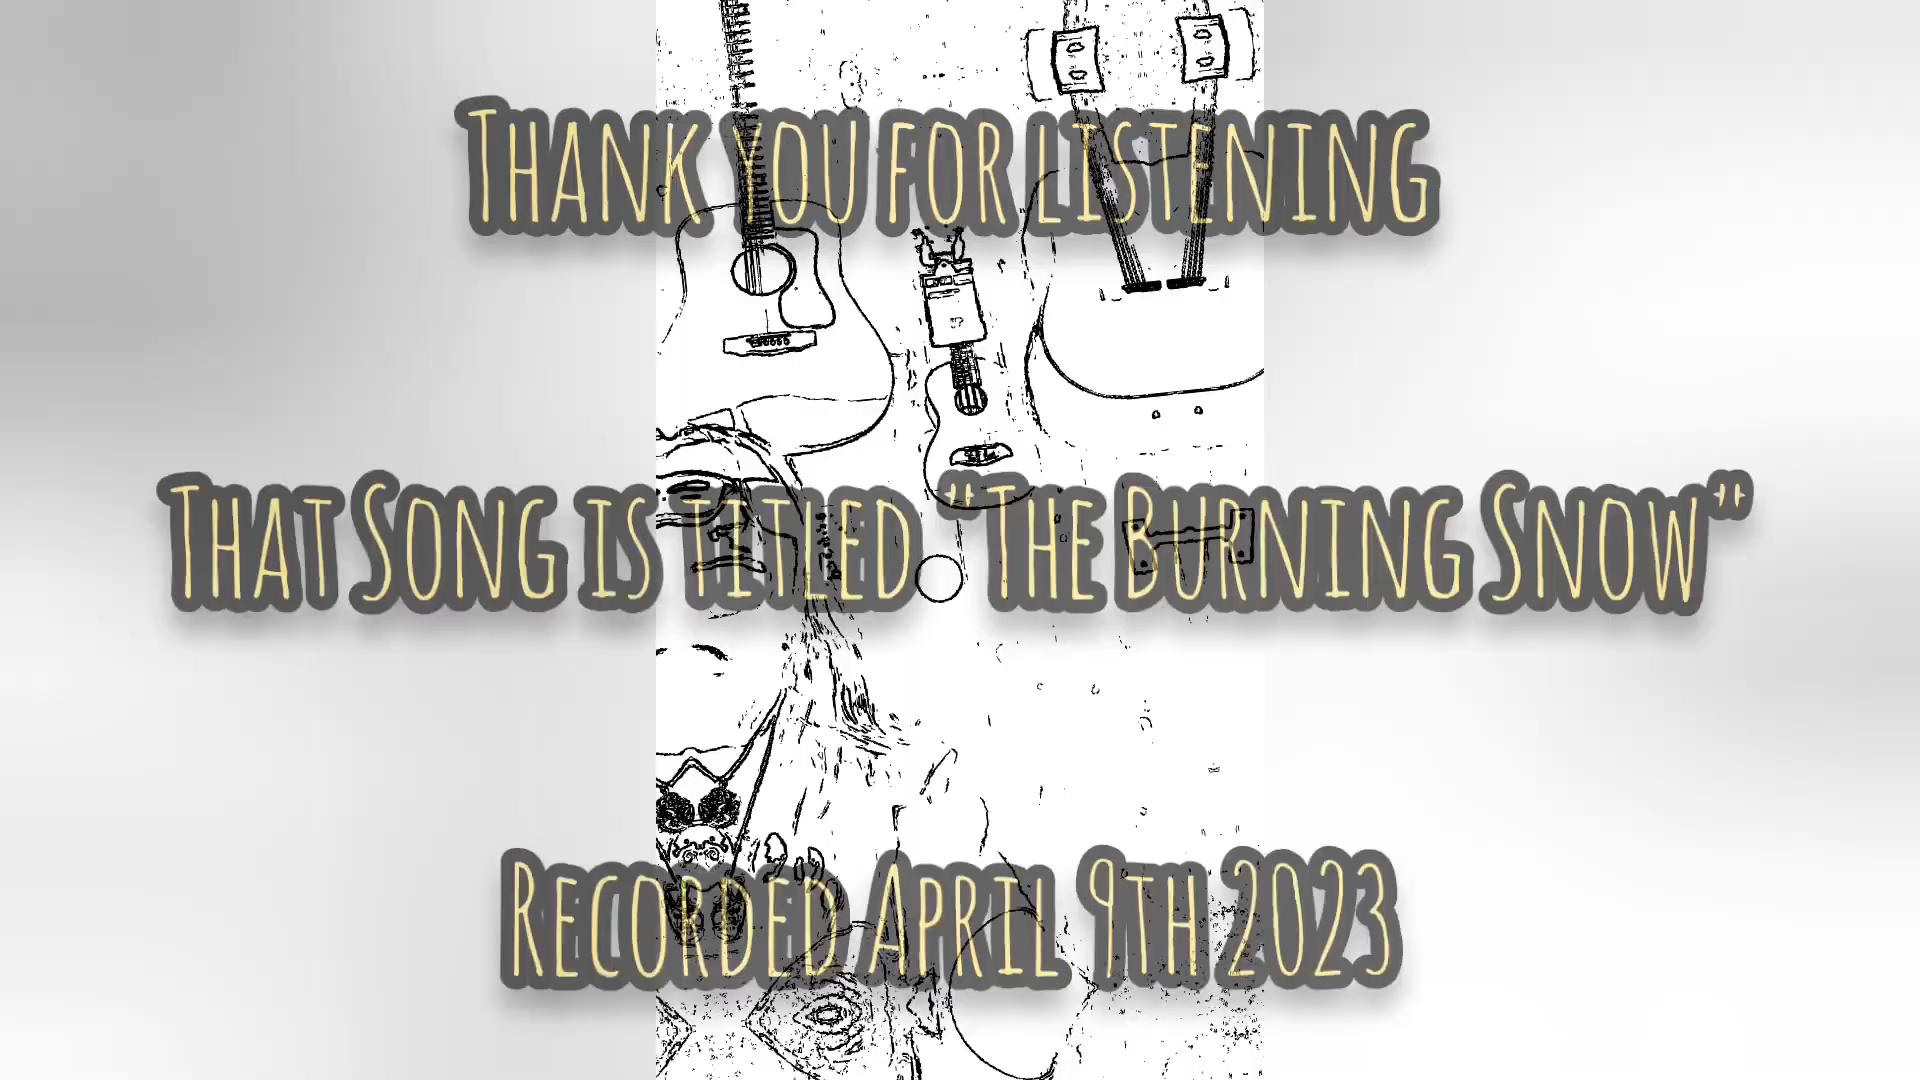 Thank you for listening
That Song is titled "The Burning Snow"
Recorded April 9th 2023